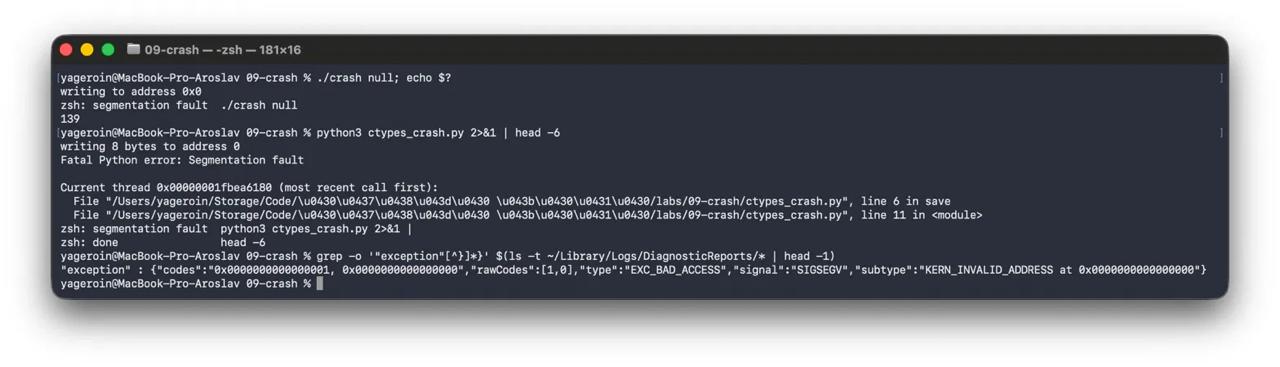 09-crash — -zsh — 181×16
[yageroin@MacBook-Pro-Aroslav 09-crash % ./crash null; echo $? ]
writing to address 0x0
zsh: segmentation fault  ./crash null
139
[yageroin@MacBook-Pro-Aroslav 09-crash % python3 ctypes_crash.py 2>&1 | head -6 ]
writing 8 bytes to address 0
Fatal Python error: Segmentation fault
Current thread 0x00000001fbea6180 (most recent call first):
  File "/Users/yageroin/Storage/Code/\u0430\u0437\u0438\u043d\u0430 \u043b\u0430\u0431\u0430/labs/09-crash/ctypes_crash.py", line 6 in save
  File "/Users/yageroin/Storage/Code/\u0430\u0437\u0438\u043d\u0430 \u043b\u0430\u0431\u0430/labs/09-crash/ctypes_crash.py", line 11 in <module>
zsh: segmentation fault  python3 ctypes_crash.py 2>&1 |
zsh: done                head -6
yageroin@MacBook-Pro-Aroslav 09-crash % grep -o '"exception"[^}]*}' $(ls -t ~/Library/Logs/DiagnosticReports/* | head -1)
"exception" : {"codes":"0x0000000000000001, 0x0000000000000000","rawCodes":[1,0],"type":"EXC_BAD_ACCESS","signal":"SIGSEGV","subtype":"KERN_INVALID_ADDRESS at 0x0000000000000000"}
yageroin@MacBook-Pro-Aroslav 09-crash %